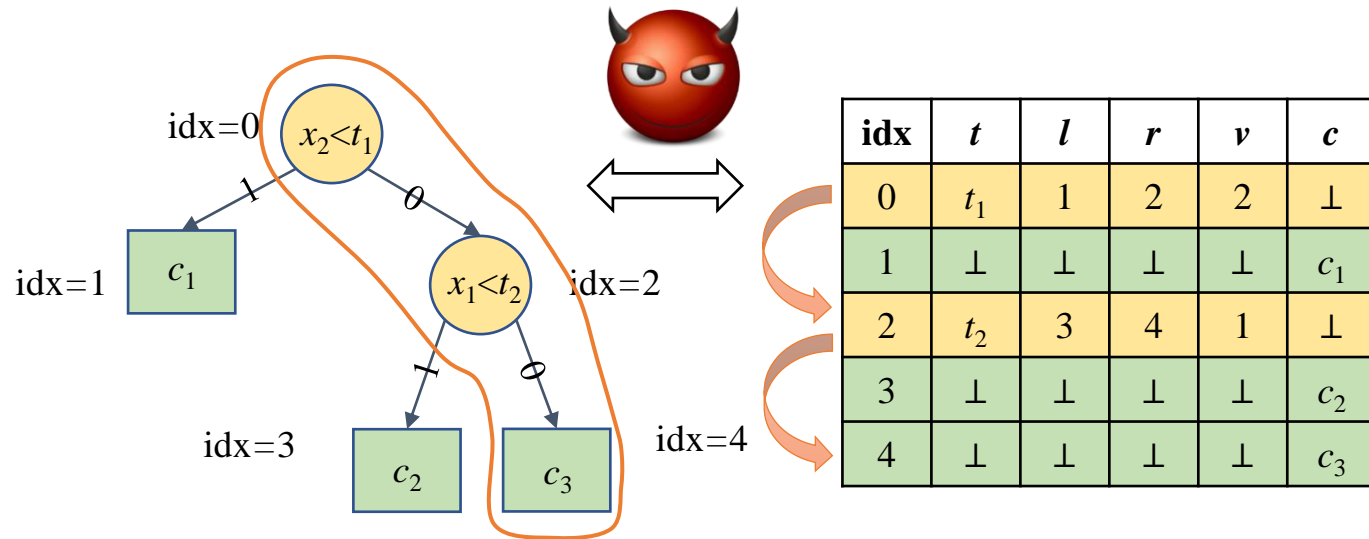 idx=0
x₂<t₁
1
0
idx=1
c₁
x₁<t₂
idx=2
1
0
idx=3
c₂
c₃
idx=4
idx t l r v c
0 t₁ 1 2 2 ⊥
1 ⊥ ⊥ ⊥ ⊥ c₁
2 t₂ 3 4 1 ⊥
3 ⊥ ⊥ ⊥ ⊥ c₂
4 ⊥ ⊥ ⊥ ⊥ c₃